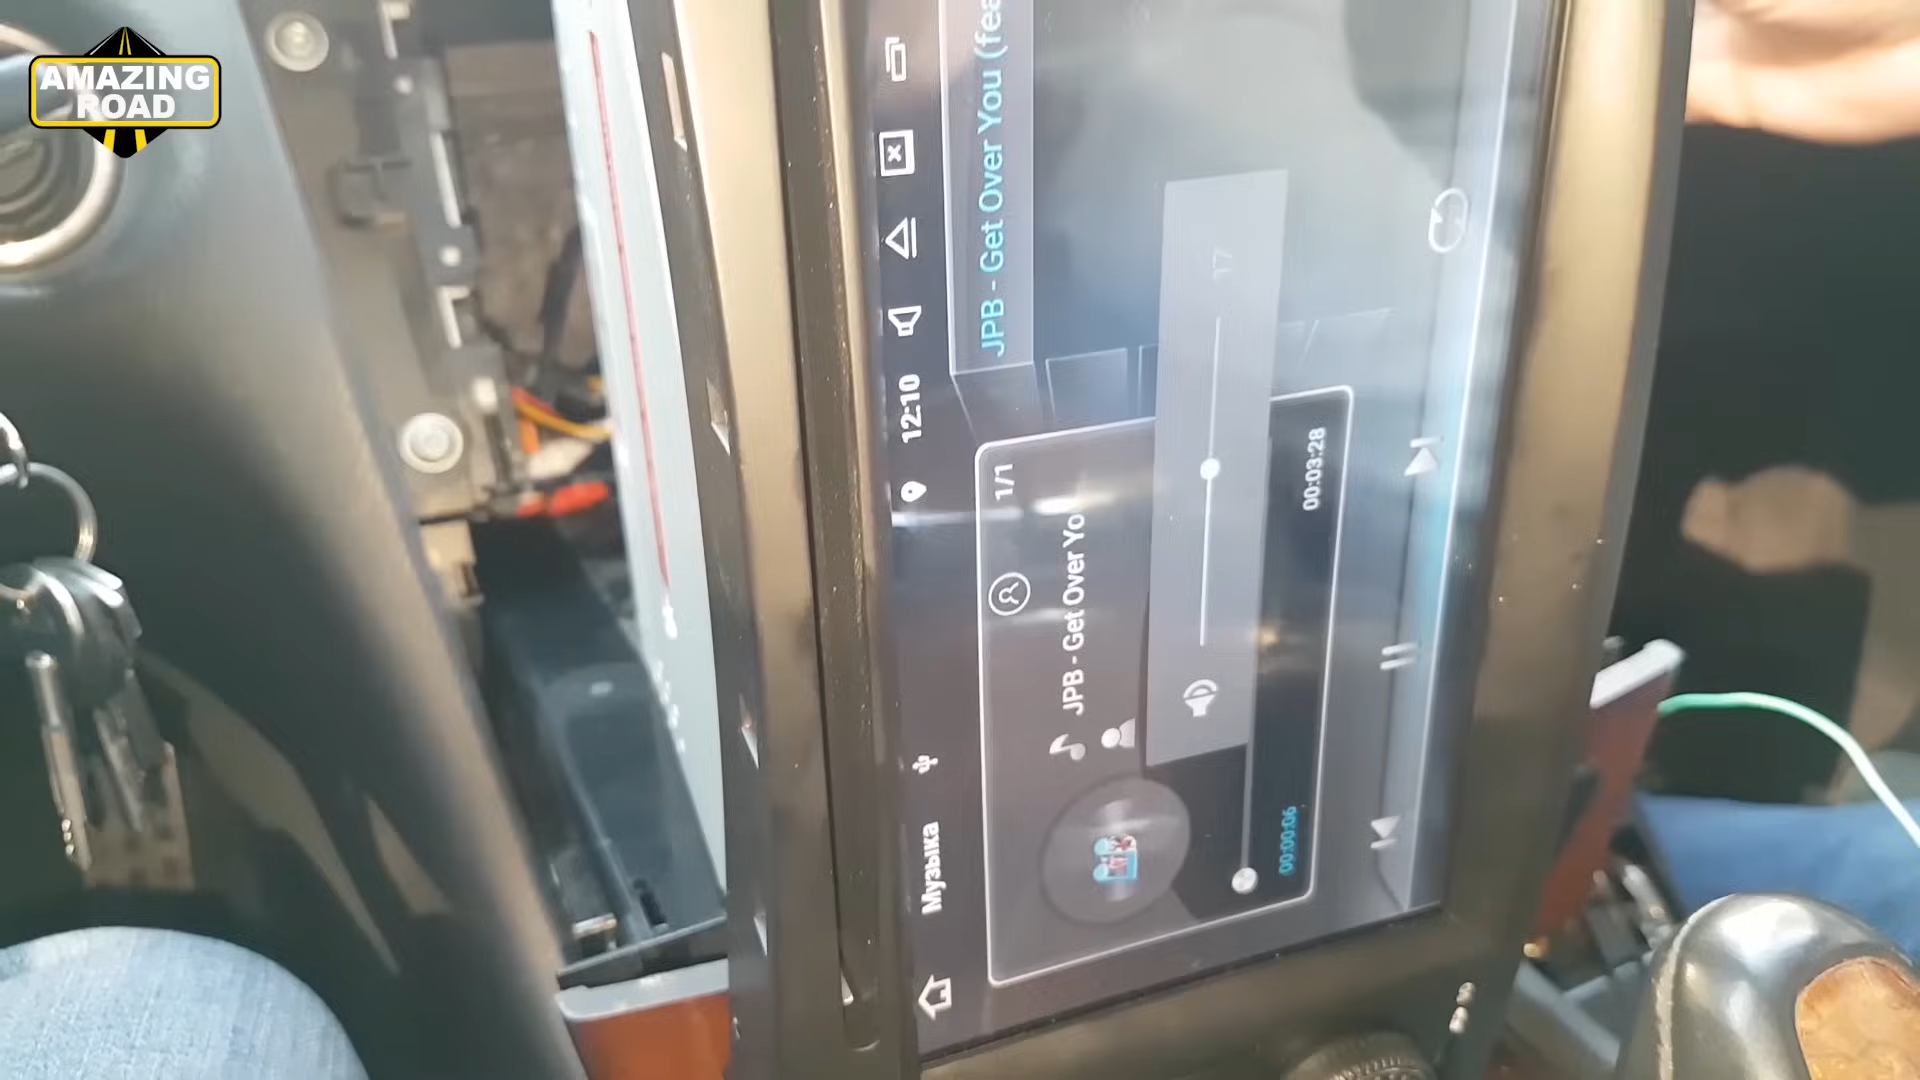 AMAZING
ROAD
Музыка
12:10
1/1
JPB - Get Over Yo
17
00:00:06
00:03:28
JPB - Get Over You (fea